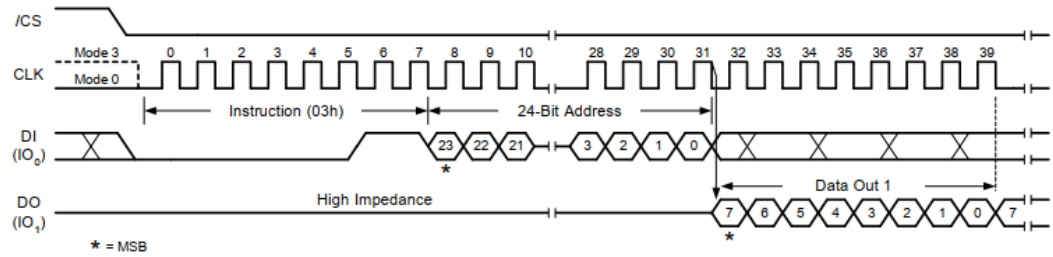 /CS
Mode 3 0 1 2 3 4 5 6 7 8 9 10 28 29 30 31 32 33 34 35 36 37 38 39
CLK Mode 0
Instruction (03h) 24-Bit Address
DI
(IO0) 23 22 21 3 2 1 0
*
Data Out 1
DO High Impedance
(IO1) 7 6 5 4 3 2 1 0 7
*
* = MSB